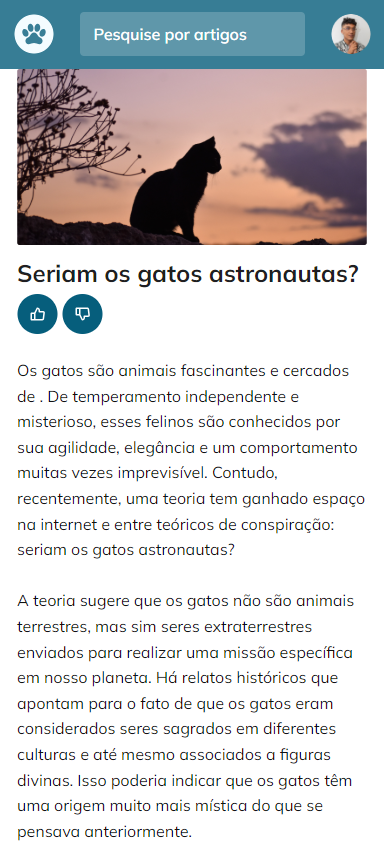 Pesquise por artigos
Seriam os gatos astronautas?
Os gatos são animais fascinantes e cercados
de . De temperamento independente e
misterioso, esses felinos são conhecidos por
sua agilidade, elegância e um comportamento
muitas vezes imprevisível. Contudo,
recentemente, uma teoria tem ganhado espaço
na internet e entre teóricos de conspiração:
seriam os gatos astronautas?
A teoria sugere que os gatos não são animais
terrestres, mas sim seres extraterrestres
enviados para realizar uma missão específica
em nosso planeta. Há relatos históricos que
apontam para o fato de que os gatos eram
considerados seres sagrados em diferentes
culturas e até mesmo associados a figuras
divinas. Isso poderia indicar que os gatos têm
uma origem muito mais mística do que se
pensava anteriormente.